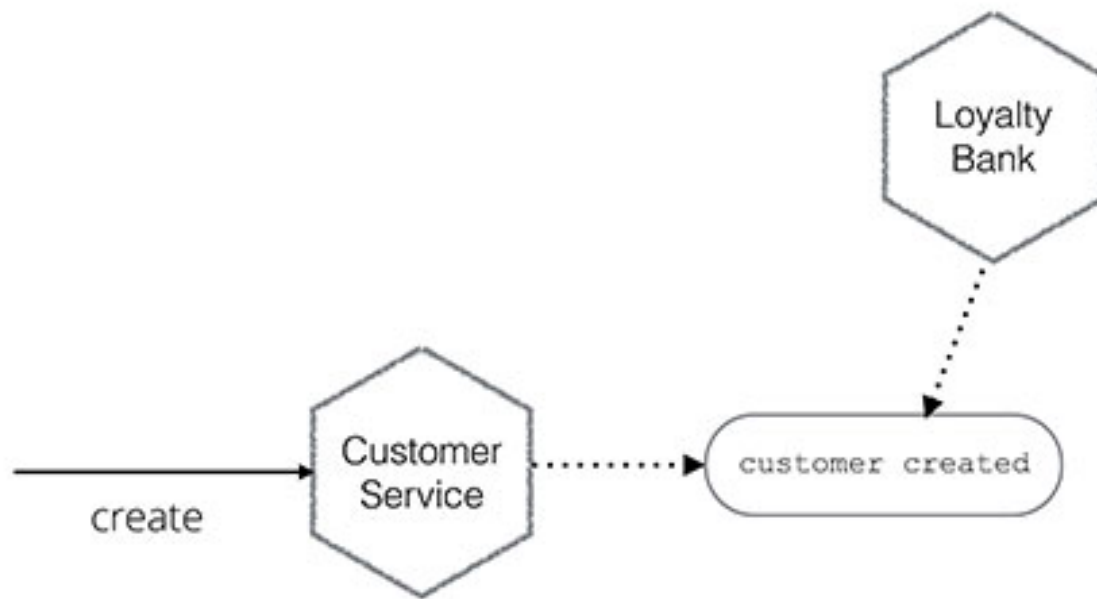 Loyalty
Bank
Customer
Service
customer created
create